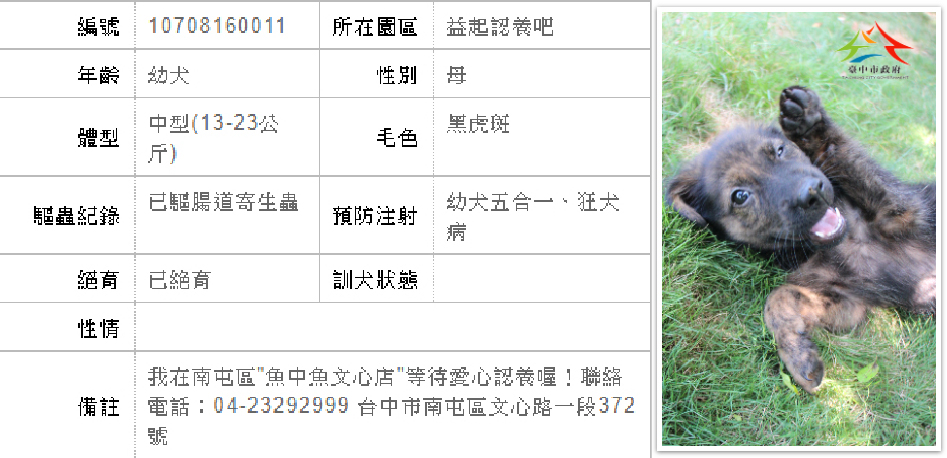 編號 10708160011 所在園區 益起認養吧
年齡 幼犬 性別 母
體型 中型(13-23公
斤) 毛色 黑虎斑
驅蟲紀錄 已驅腸道寄生蟲 預防注射 幼犬五合一、狂犬
病
絕育 已絕育 訓犬狀態
性情
備註 我在南屯區"魚中魚文心店"等待愛心認養喔！聯絡
電話：04-23292999 台中市南屯區文心路一段372
號
臺中市政府
TAICHUNG CITY GOVERNMENT